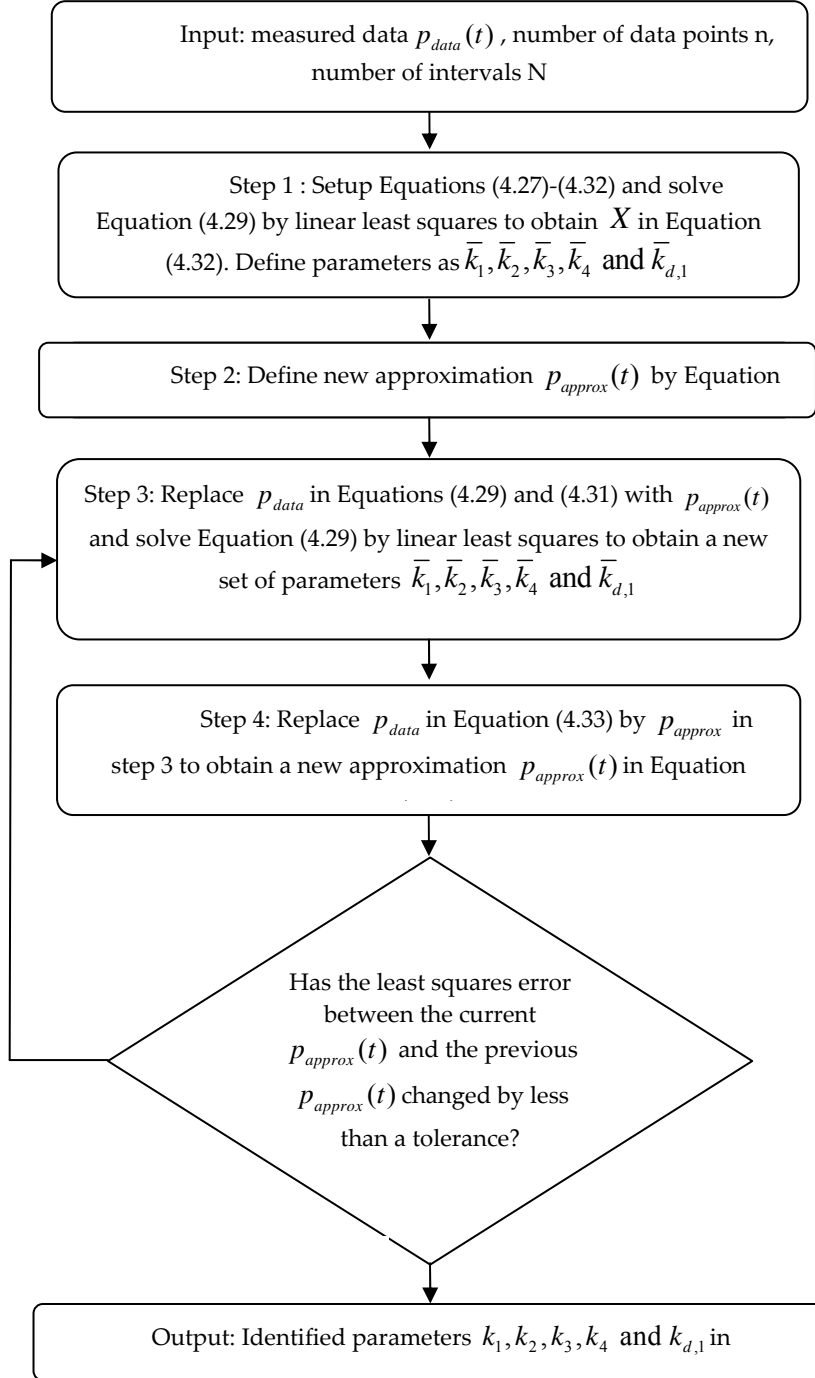 Input: measured data p_data(t) , number of data points n,
number of intervals N
Step 1 : Setup Equations (4.27)-(4.32) and solve
Equation (4.29) by linear least squares to obtain X in Equation
(4.32). Define parameters as k̄₁, k̄₂, k̄₃, k̄₄ and k̄_d,1
Step 2: Define new approximation p_approx(t) by Equation
Step 3: Replace p_data in Equations (4.29) and (4.31) with p_approx(t)
and solve Equation (4.29) by linear least squares to obtain a new
set of parameters k̄₁, k̄₂, k̄₃, k̄₄ and k̄_d,1
Step 4: Replace p_data in Equation (4.33) by p_approx in
step 3 to obtain a new approximation p_approx(t) in Equation
Has the least squares error
between the current
p_approx(t) and the previous
p_approx(t) changed by less
than a tolerance?
Output: Identified parameters k₁, k₂, k₃, k₄ and k_d,1 in